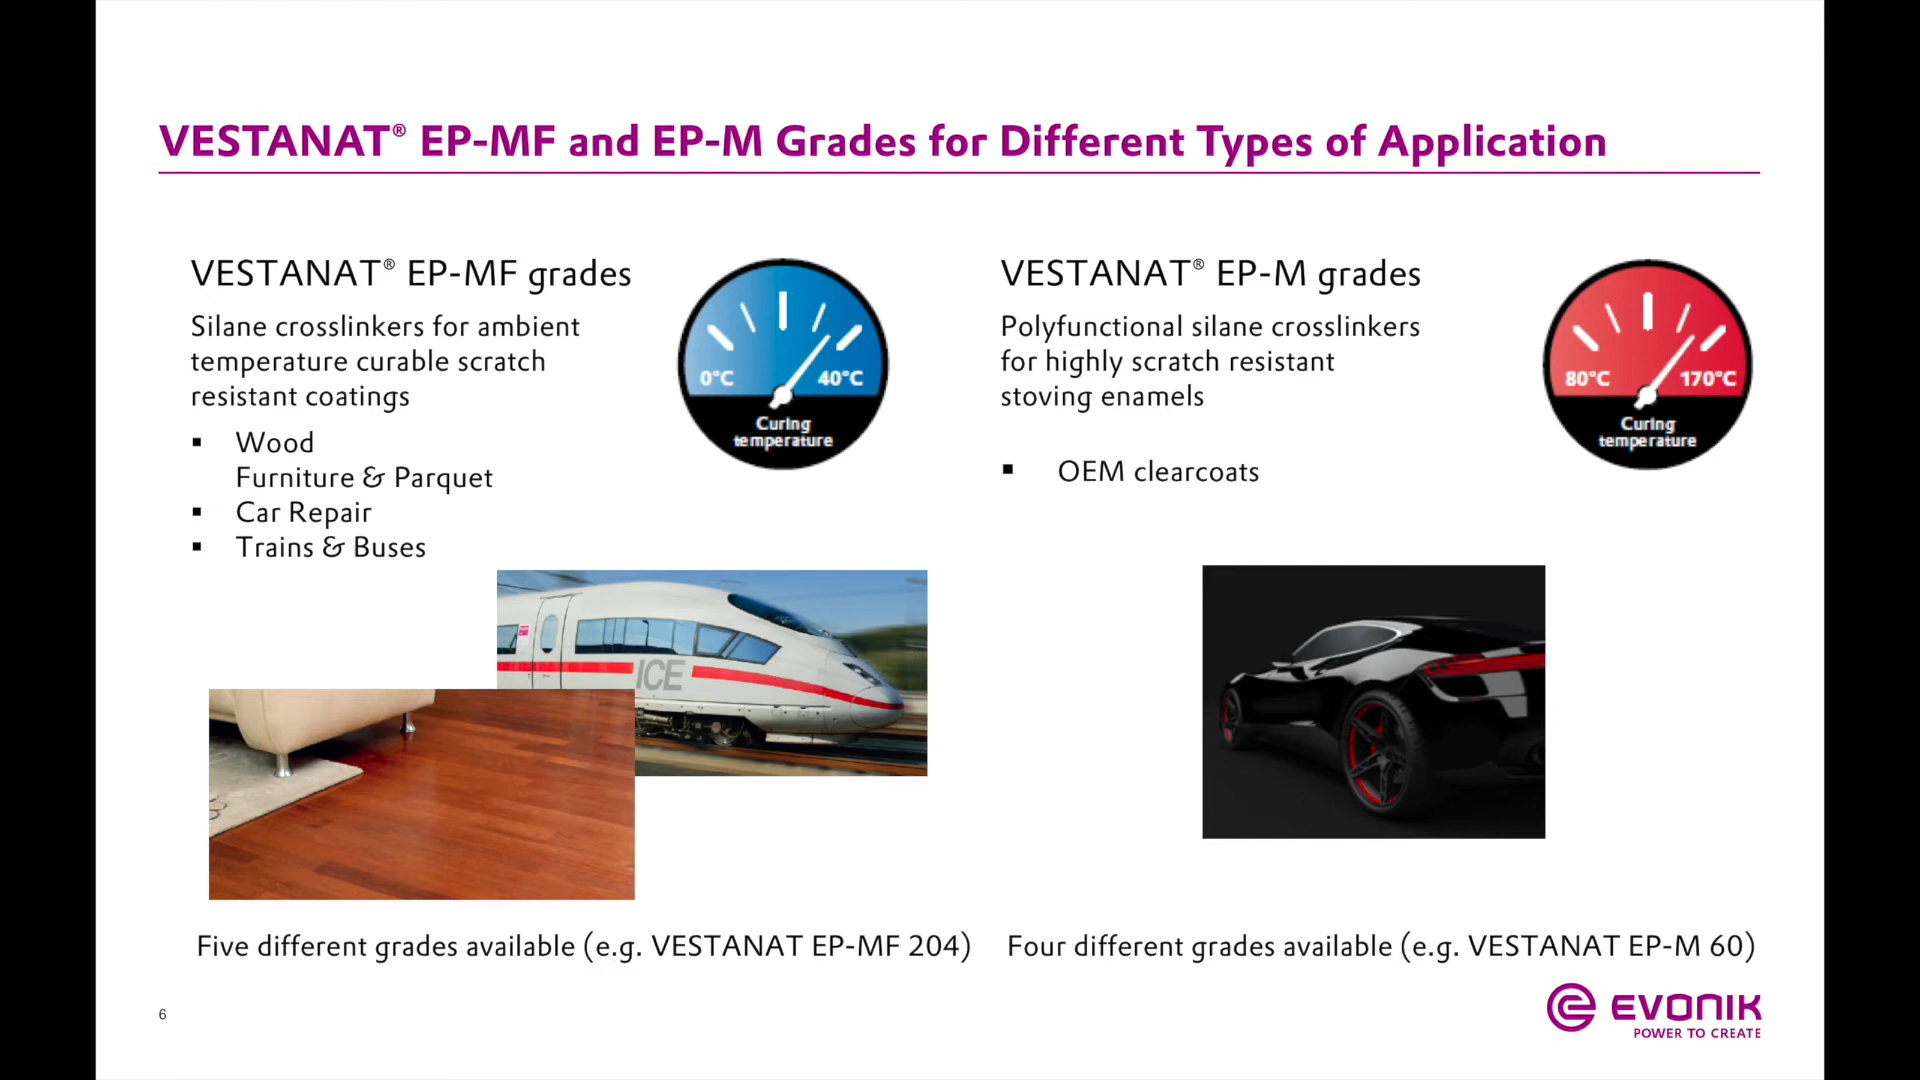 VESTANAT® EP-MF and EP-M Grades for Different Types of Application
VESTANAT® EP-MF grades
Silane crosslinkers for ambient
temperature curable scratch
resistant coatings
▪ Wood
Furniture & Parquet
▪ Car Repair
▪ Trains & Buses
0°C
40°C
Curing
temperature
ICE
Five different grades available (e.g. VESTANAT EP-MF 204)
VESTANAT® EP-M grades
Polyfunctional silane crosslinkers
for highly scratch resistant
stoving enamels
▪ OEM clearcoats
80°C
170°C
Curing
temperature
Four different grades available (e.g. VESTANAT EP-M 60)
6
EVONIK
POWER TO CREATE